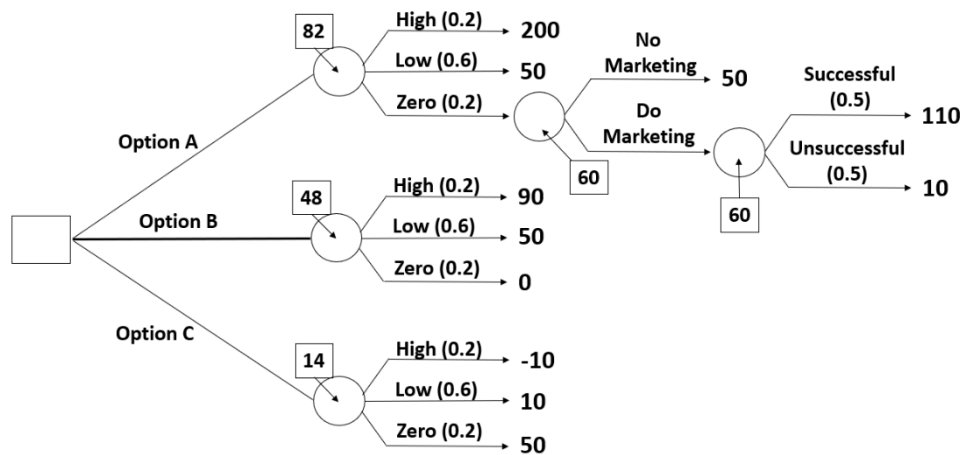 82
High (0.2)
200
Low (0.6)
50
Zero (0.2)
No
Marketing
50
Do
Marketing
60
Successful
(0.5)
110
Unsuccessful
(0.5)
10
60
Option A
Option B
48
High (0.2)
90
Low (0.6)
50
Zero (0.2)
0
Option C
14
High (0.2)
-10
Low (0.6)
10
Zero (0.2)
50